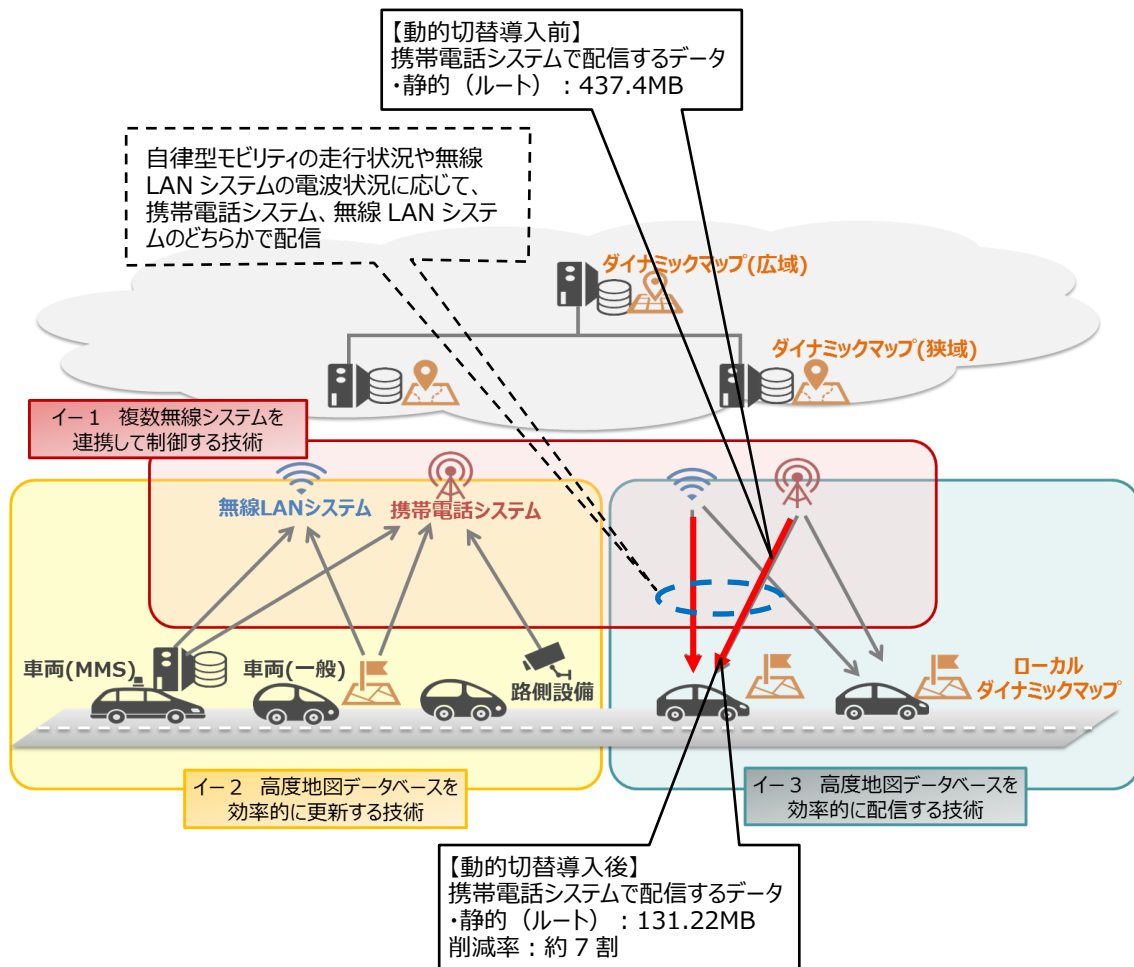 【動的切替導入前】
携帯電話システムで配信するデータ
・静的（ルート）：437.4MB
自律型モビリティの走行状況や無線
LAN システムの電波状況に応じて、
携帯電話システム、無線 LAN システ
ムのどちらかで配信
ダイナミックマップ(広域)
ダイナミックマップ(狭域)
イー１　複数無線システムを
連携して制御する技術
無線LANシステム
携帯電話システム
車両(MMS)
車両(一般)
路側設備
ローカル
ダイナミックマップ
イー２　高度地図データベースを
効率的に更新する技術
イー３　高度地図データベースを
効率的に配信する技術
【動的切替導入後】
携帯電話システムで配信するデータ
・静的（ルート）：131.22MB
削減率：約７割